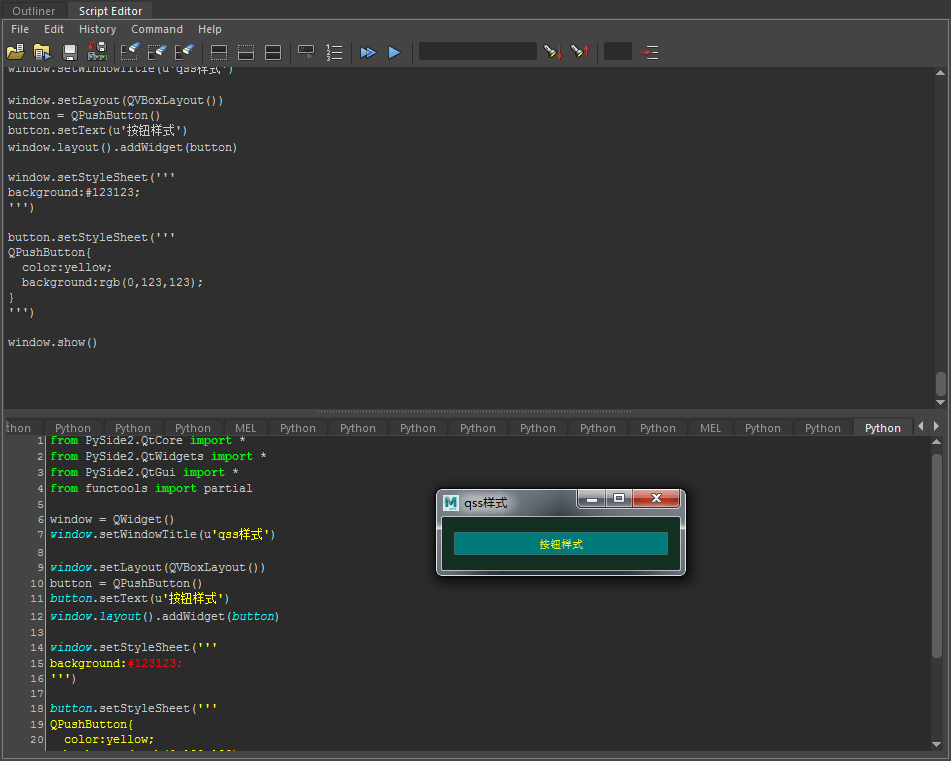 Outliner Script Editor
File Edit History Command Help
window.setWindowTitle(u'qss样式')
window.setLayout(QVBoxLayout())
button = QPushButton()
button.setText(u'按钮样式')
window.layout().addWidget(button)
window.setStyleSheet('''
background:#123123;
''')
button.setStyleSheet('''
QPushButton{
color:yellow;
background:rgb(0,123,123);
}
''')
window.show()
thon Python Python Python MEL Python Python Python Python Python Python Python MEL Python Python Python
1 from PySide2.QtCore import *
2 from PySide2.QtWidgets import *
3 from PySide2.QtGui import *
4 from functools import partial
5
6 window = QWidget()
7 window.setWindowTitle(u'qss样式')
8
9 window.setLayout(QVBoxLayout())
10 button = QPushButton()
11 button.setText(u'按钮样式')
12 window.layout().addWidget(button)
13
14 window.setStyleSheet('''
15 background:#123123;
16 ''')
17
18 button.setStyleSheet('''
19 QPushButton{
20 color:yellow;
qss样式
按钮样式